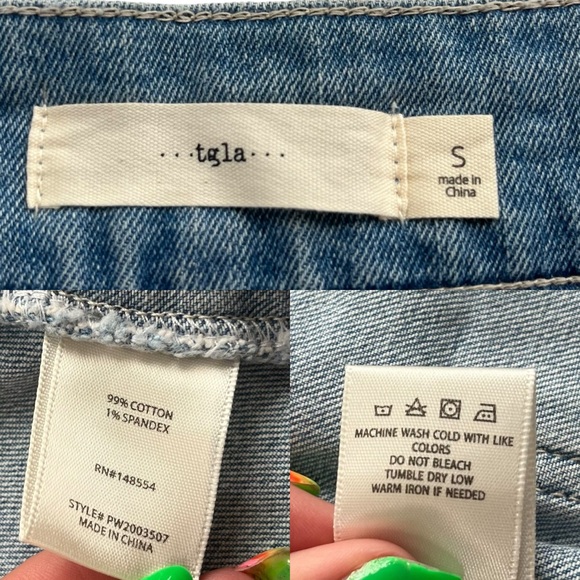 ...tgla...
S
made in
China
99% COTTON
1% SPANDEX
RN#148554
STYLE# PW2003507
MADE IN CHINA
MACHINE WASH COLD WITH LIKE
COLORS
DO NOT BLEACH
TUMBLE DRY LOW
WARM IRON IF NEEDED